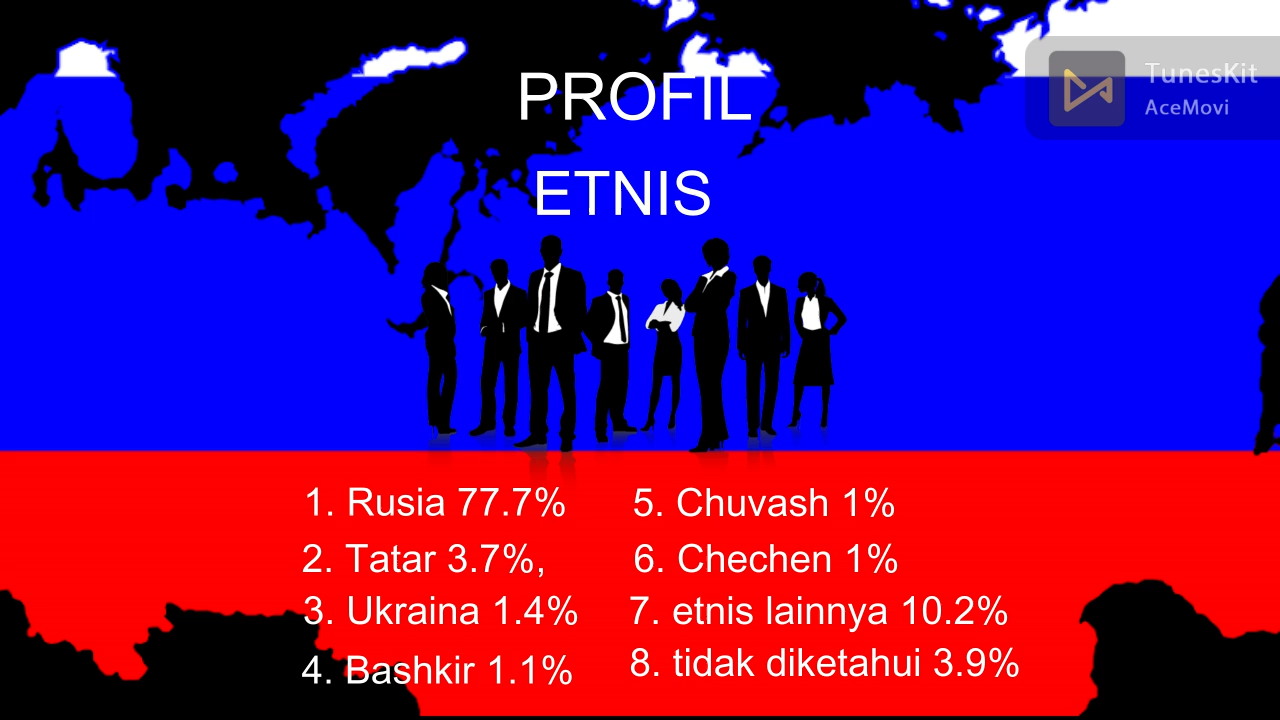 TunesKit
AceMovi
PROFIL
ETNIS
1. Rusia 77.7%
2. Tatar 3.7%,
3. Ukraina 1.4%
4. Bashkir 1.1%
5. Chuvash 1%
6. Chechen 1%
7. etnis lainnya 10.2%
8. tidak diketahui 3.9%